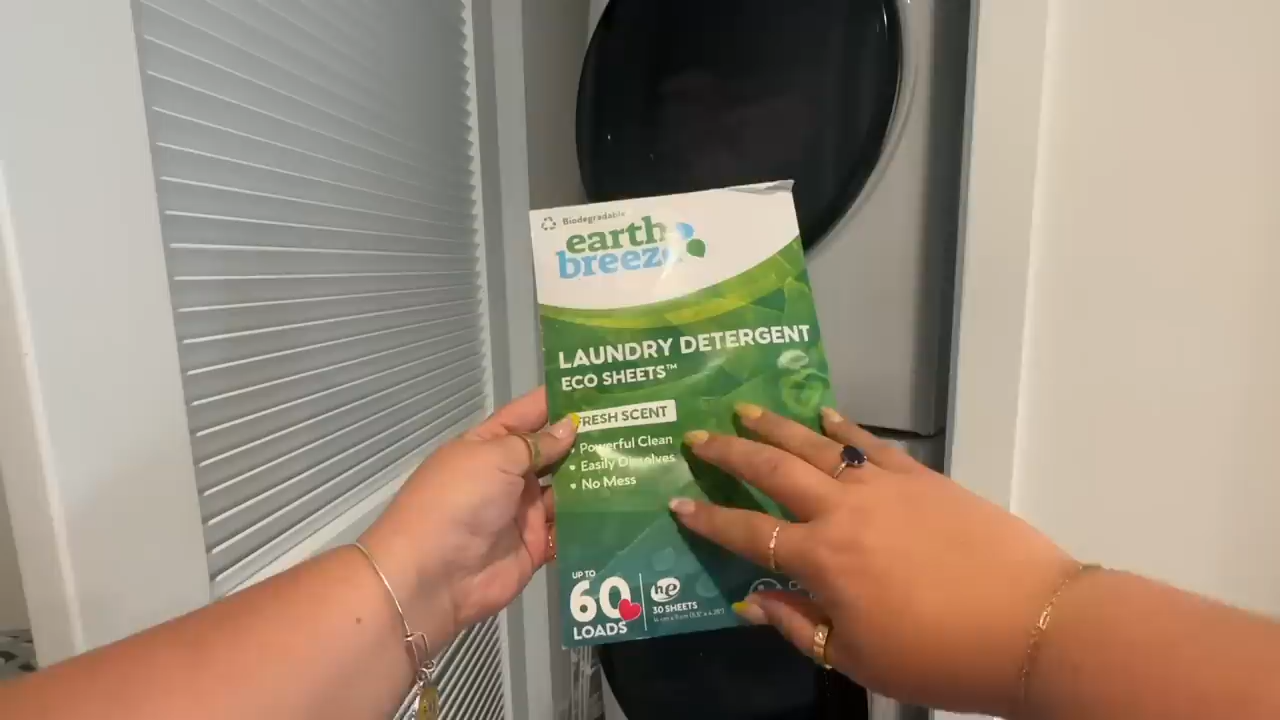 Biodegradable
earth
breeze
LAUNDRY DETERGENT
ECO SHEETS™
FRESH SCENT
• Powerful Clean
• Easily Dissolves
• No Mess
UP TO
60
LOADS
he
30 SHEETS